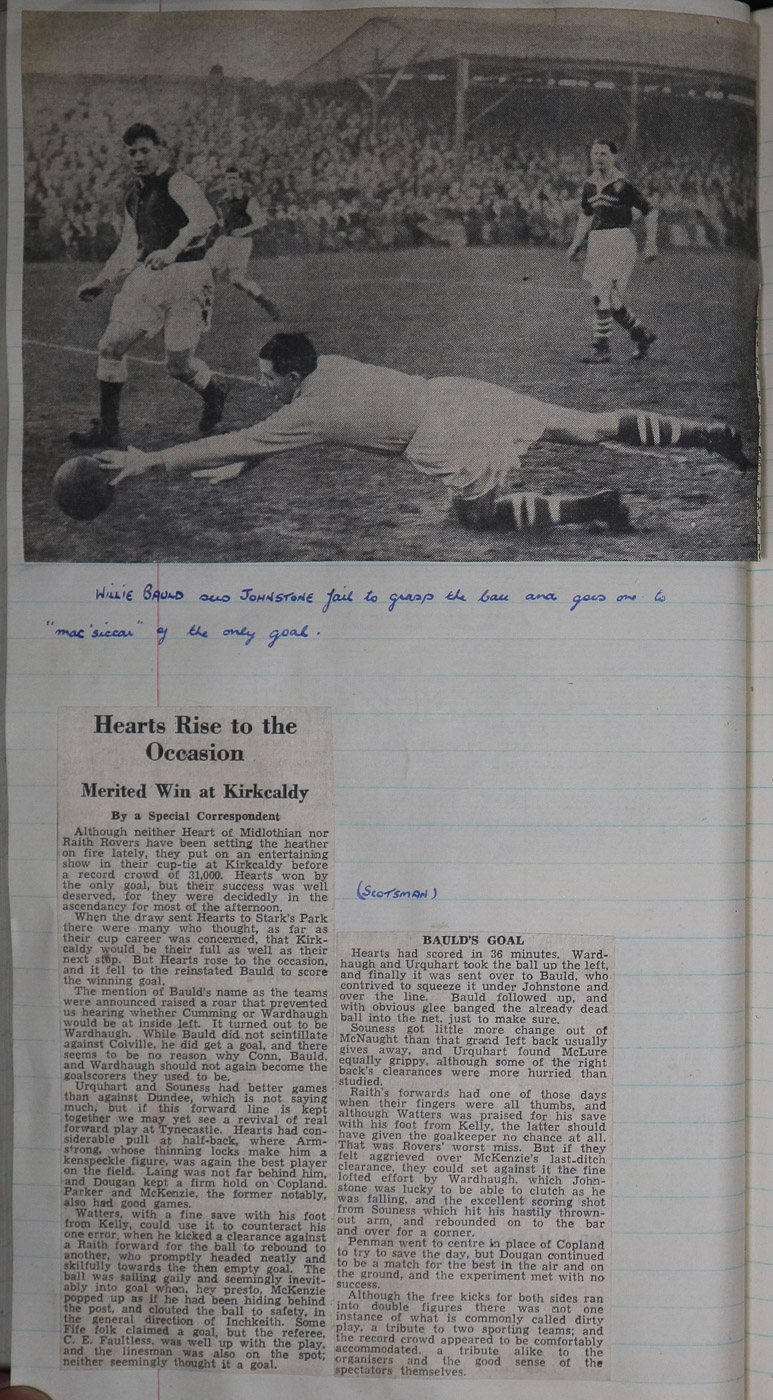 Willie Bauld sees Johnstone fail to grasp the ball and goes on to
"mac siccar" of the only goal.
Hearts Rise to the
Occasion
Merited Win at Kirkcaldy
By a Special Correspondent
Although neither Heart of Midlothian nor
Raith Rovers have been setting the heather
on fire lately, they put on an entertaining
show in their cup-tie at Kirkcaldy before
a record crowd of 31,000. Hearts won by
the only goal, but their success was well
deserved, for they were decidedly in the
ascendancy for most of the afternoon.
When the draw sent Hearts to Stark's Park
there were many who thought, as far as
their cup career was concerned, that Kirk-
caldy would be their full as well as their
next stop. But Hearts rose to the occasion,
and it fell to the reinstated Bauld to score
the winning goal.
The mention of Bauld's name as the teams
were announced raised a roar that prevented
us hearing whether Cumming or Wardhaugh
would be at inside left. It turned out to be
Wardhaugh. While Bauld did not scintillate
against Colville, he did get a goal, and there
seems to be no reason why Conn, Bauld,
and Wardhaugh should not again become the
goalscorers they used to be.
Urquhart and Souness had better games
than against Dundee, which is not saying
much, but if this forward line is kept
together we may yet see a revival of real
forward play at Tynecastle. Hearts had con-
siderable pull at half-back, where Arm-
strong, whose thinning locks make him a
kenspeckle figure, was again the best player
on the field. Laing was not far behind him,
and Dougan kept a firm hold on Copland.
Parker and McKenzie, the former notably,
also had good games.
Watters, with a fine save with his foot
from Kelly, could use it to counteract his
one error, when he kicked a clearance against
a Raith forward for the ball to rebound to
another, who promptly headed neatly and
skilfully towards the then empty goal. The
ball was sailing gaily and seemingly inevit-
ably into goal when, hey presto, McKenzie
popped up as if he had been hiding behind
the post, and clouted the ball to safety, in
the general direction of Inchkeith. Some
Fife folk claimed a goal, but the referee,
C. E. Faultless, was well up with the play,
and the linesman was also on the spot;
neither seemingly thought it a goal.
(SCOTSMAN)
BAULD'S GOAL
Hearts had scored in 36 minutes. Ward-
haugh and Urquhart took the ball up the left,
and finally it was sent over to Bauld, who
contrived to squeeze it under Johnstone and
over the line. Bauld followed up, and
with obvious glee banged the already dead
ball into the net, just to make sure.
Souness got little more change out of
McNaught than that grand left back usually
gives away, and Urquhart found McLure
equally grippy, although some of the right
back's clearances were more hurried than
studied.
Raith's forwards had one of those days
when their fingers were all thumbs, and
although Watters was praised for his save
with his foot from Kelly, the latter should
have given the goalkeeper no chance at all.
That was Rovers' worst miss. But if they
felt aggrieved over McKenzie's last-ditch
clearance, they could set against it the fine
lofted effort by Wardhaugh, which John-
stone was lucky to be able to clutch as he
was falling, and the excellent scoring shot
from Souness which hit his hastily thrown-
out arm, and rebounded on to the bar
and over for a corner.
Penman went to centre in place of Copland
to try to save the day, but Dougan continued
to be a match for the best in the air and on
the ground, and the experiment met with no
success.
Although the free kicks for both sides ran
into double figures there was not one
instance of what is commonly called dirty
play, a tribute to two sporting teams; and
the record crowd appeared to be comfortably
accommodated, a tribute alike to the
organisers and the good sense of the
spectators themselves.